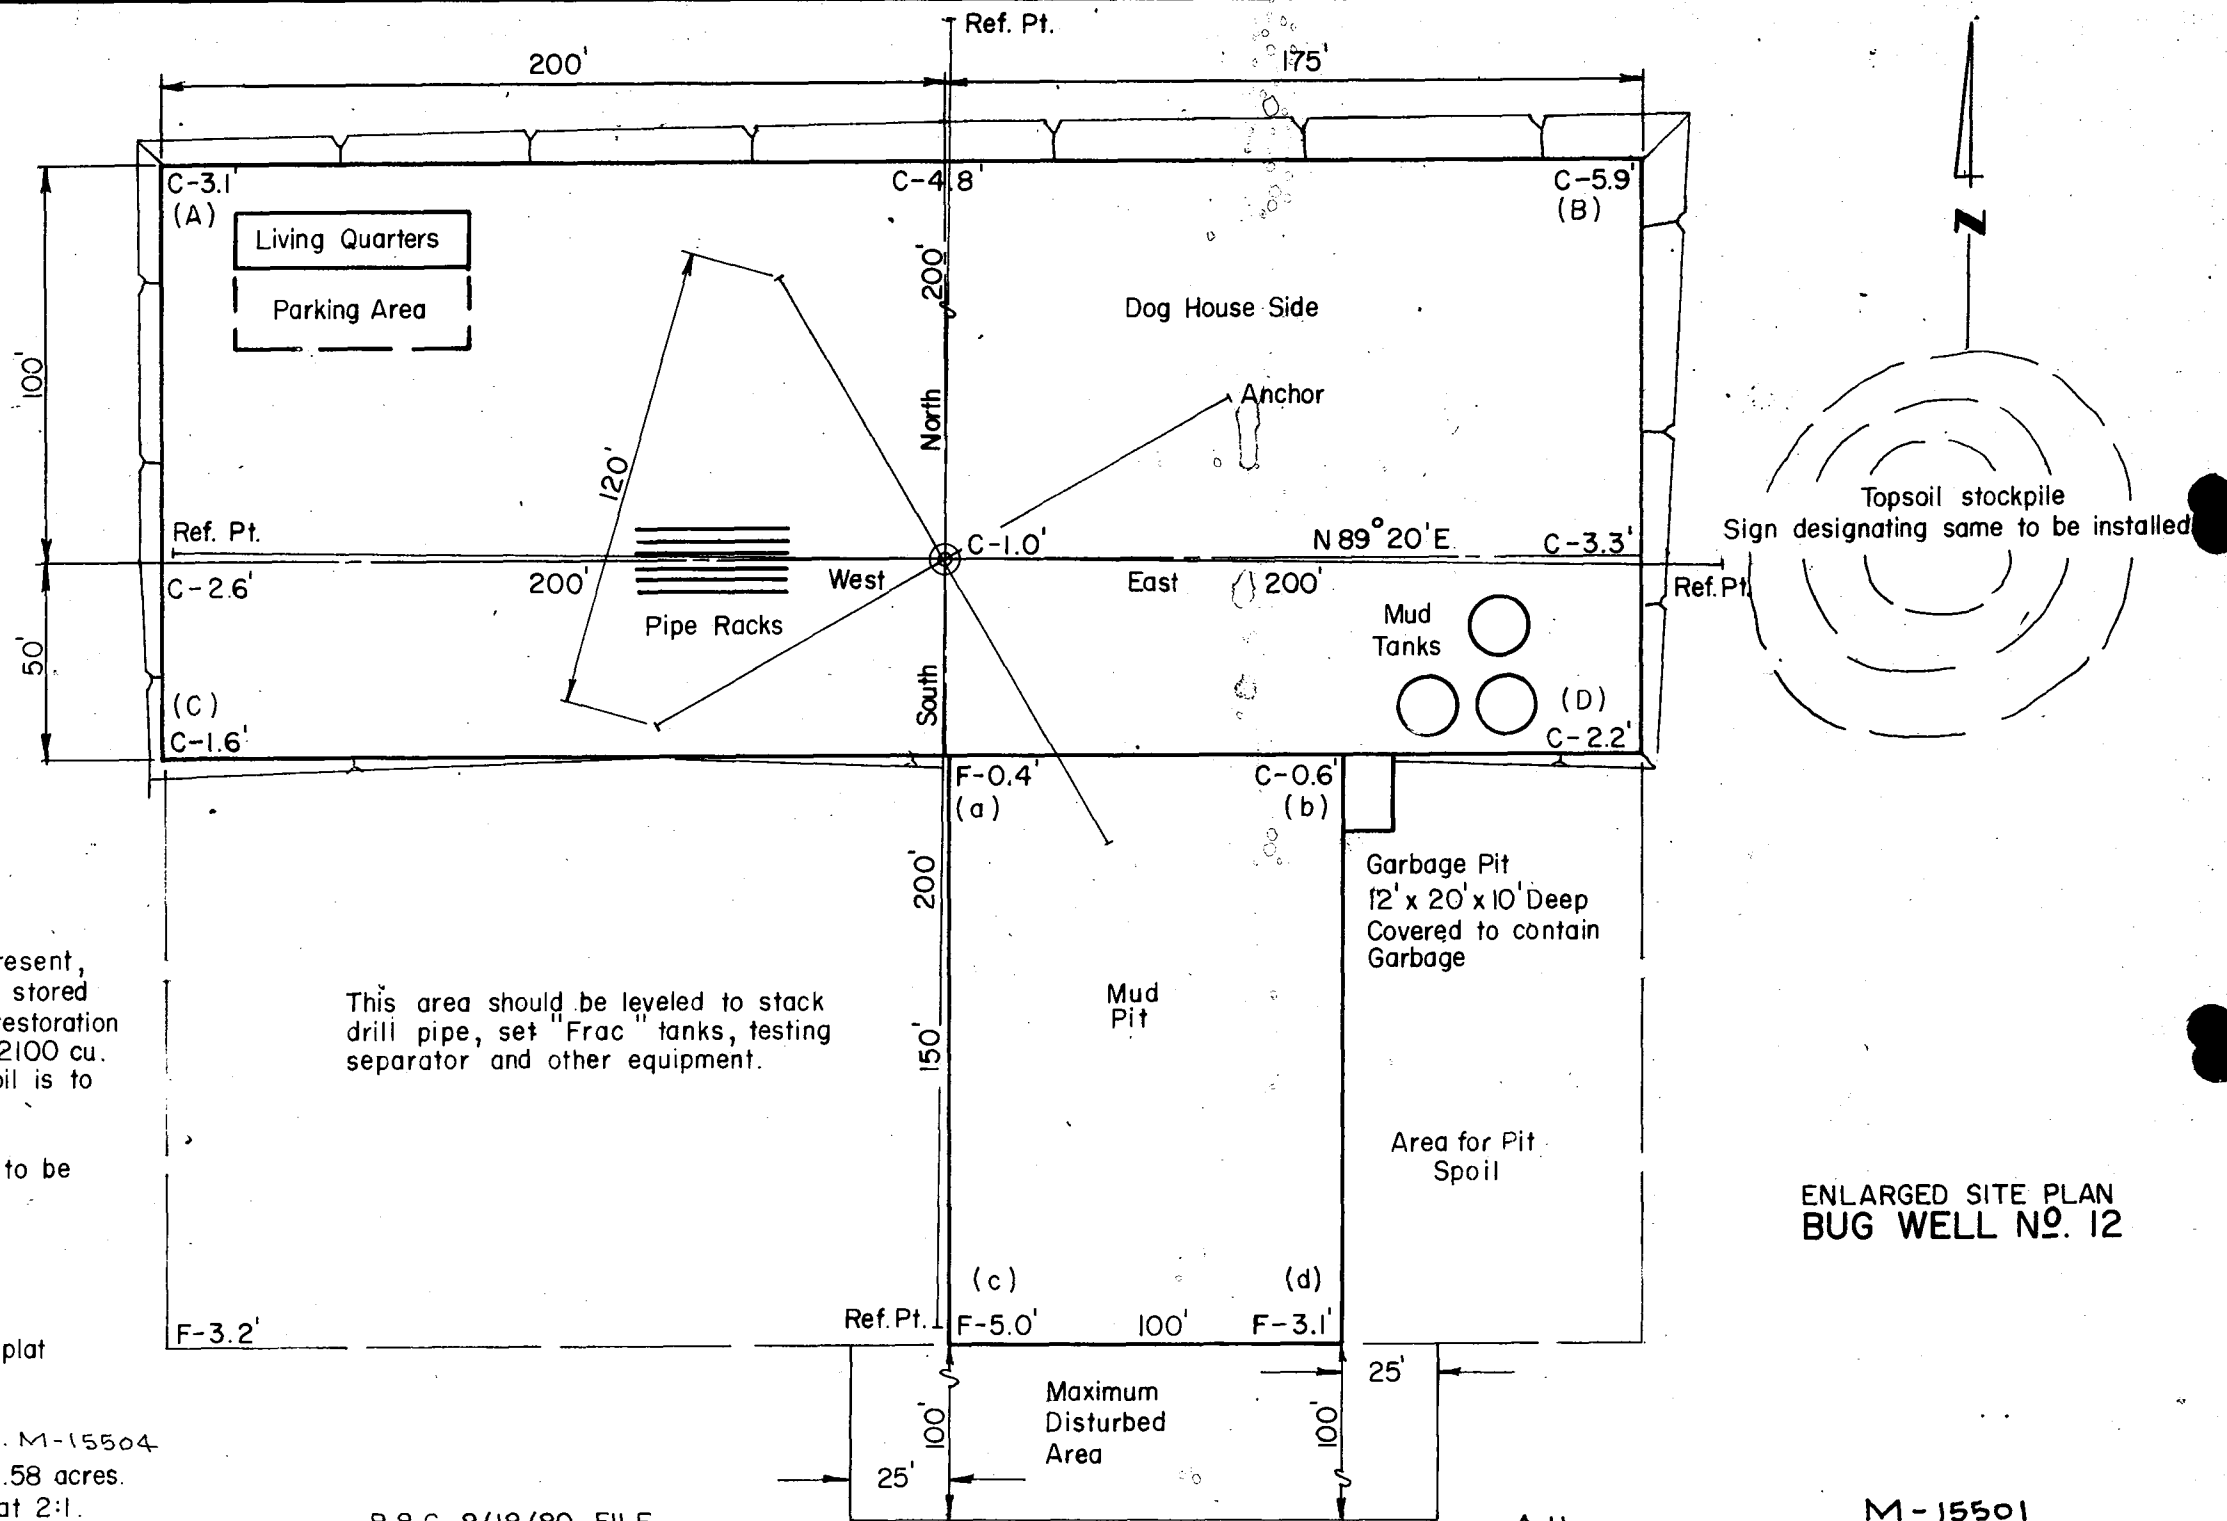 Ref. Pt.
200'
175'
C-3.1'
(A)
C-4.8'
C-5.9'
(B)
Living Quarters
Parking Area
200'
North
Dog House Side
Anchor
100'
120'
N
Topsoil stockpile
Sign designating same to be installed
Ref. Pt.
C-1.0'
N 89° 20' E.
C-3.3'
C-2.6'
200'
West
East
200'
Ref. Pt.
Pipe Racks
Mud
Tanks
50'
South
(C)
C-1.6'
(D)
C-2.2'
F-0.4'
(a)
C-0.6'
(b)
200'
Garbage Pit
12' x 20' x 10' Deep
Covered to contain
Garbage
resent,
stored
restoration
2100 cu.
oil is to
to be
This area should be leveled to stack
drill pipe, set "Frac" tanks, testing
separator and other equipment.
150'
Mud
Pit
Area for Pit
Spoil
ENLARGED SITE PLAN
BUG WELL Nº. 12
(c)
(d)
Ref. Pt.
F-5.0'
100'
F-3.1'
F-3.2'
plat
25'
Maximum
Disturbed
Area
100'
100'
25'
. M-15504
.58 acres.
at 2:1.
M-15501